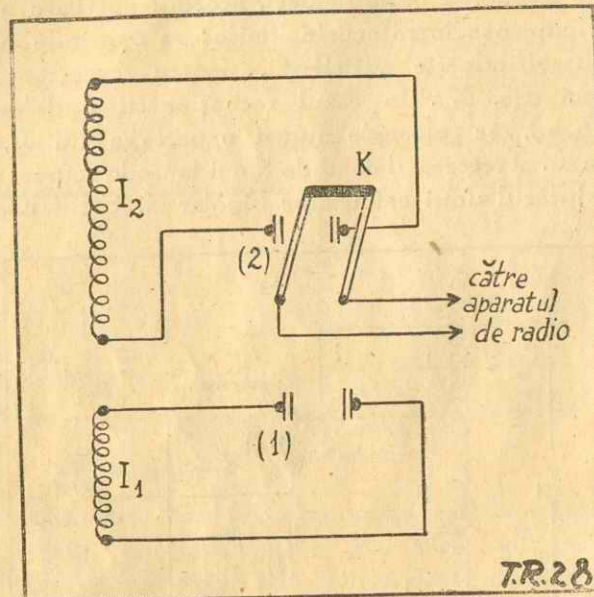 K
I₂
(2)
către
aparatul
de radio
(1)
I₁
T.R.28